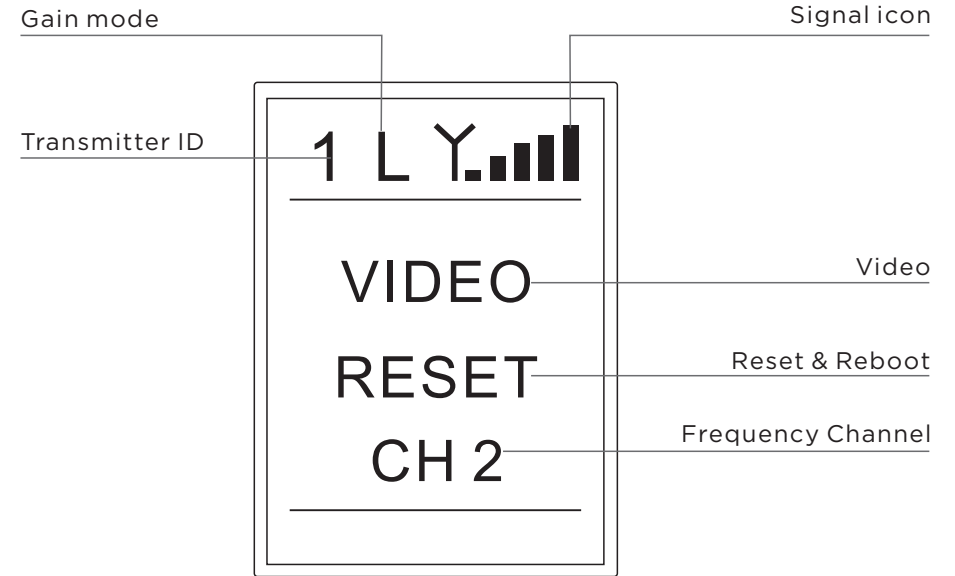 Gain mode
Signal icon
Transmitter ID
1 L
VIDEO
Video
RESET
Reset & Reboot
CH 2
Frequency Channel